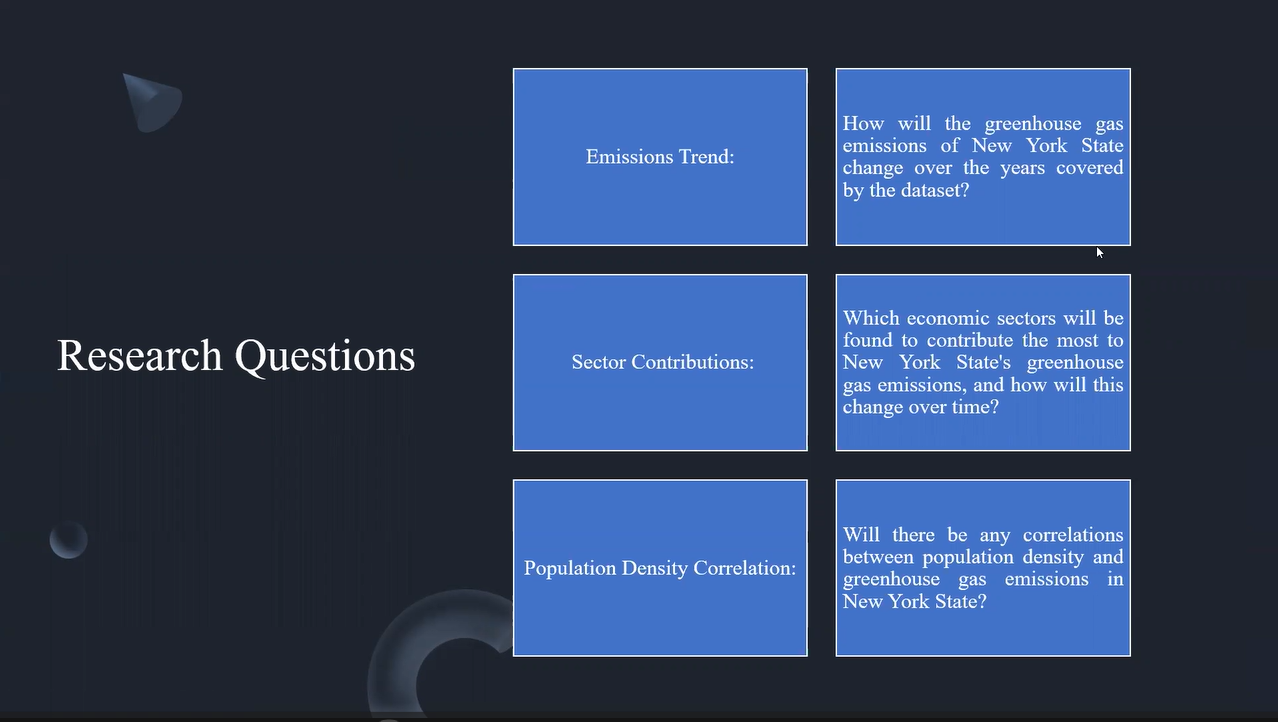 Research Questions
Emissions Trend:
How will the greenhouse gas
emissions of New York State
change over the years covered
by the dataset?
Sector Contributions:
Which economic sectors will be
found to contribute the most to
New York State's greenhouse
gas emissions, and how will this
change over time?
Population Density Correlation:
Will there be any correlations
between population density and
greenhouse gas emissions in
New York State?